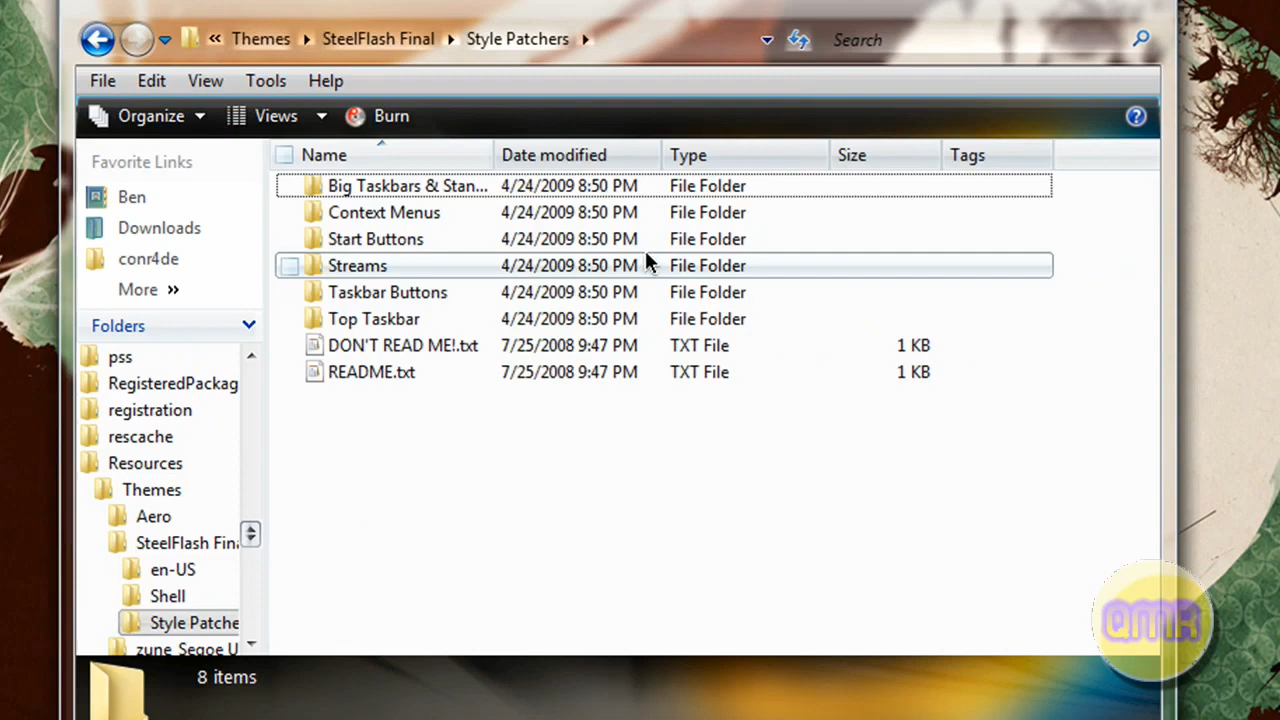 « Themes SteelFlash Final Style Patchers Search
File Edit View Tools Help
Organize Views Burn
Favorite Links
Ben
Downloads
conr4de
More »
Folders
pss
RegisteredPackag
registration
rescache
Resources
Themes
Aero
SteelFlash Fin
en-US
Shell
Style Patche
zune Segoe U
Name Date modified Type Size Tags
Big Taskbars & Stan... 4/24/2009 8:50 PM File Folder
Context Menus 4/24/2009 8:50 PM File Folder
Start Buttons 4/24/2009 8:50 PM File Folder
Streams 4/24/2009 8:50 PM File Folder
Taskbar Buttons 4/24/2009 8:50 PM File Folder
Top Taskbar 4/24/2009 8:50 PM File Folder
DON'T READ ME!.txt 7/25/2008 9:47 PM TXT File 1 KB
README.txt 7/25/2008 9:47 PM TXT File 1 KB
8 items
QMR